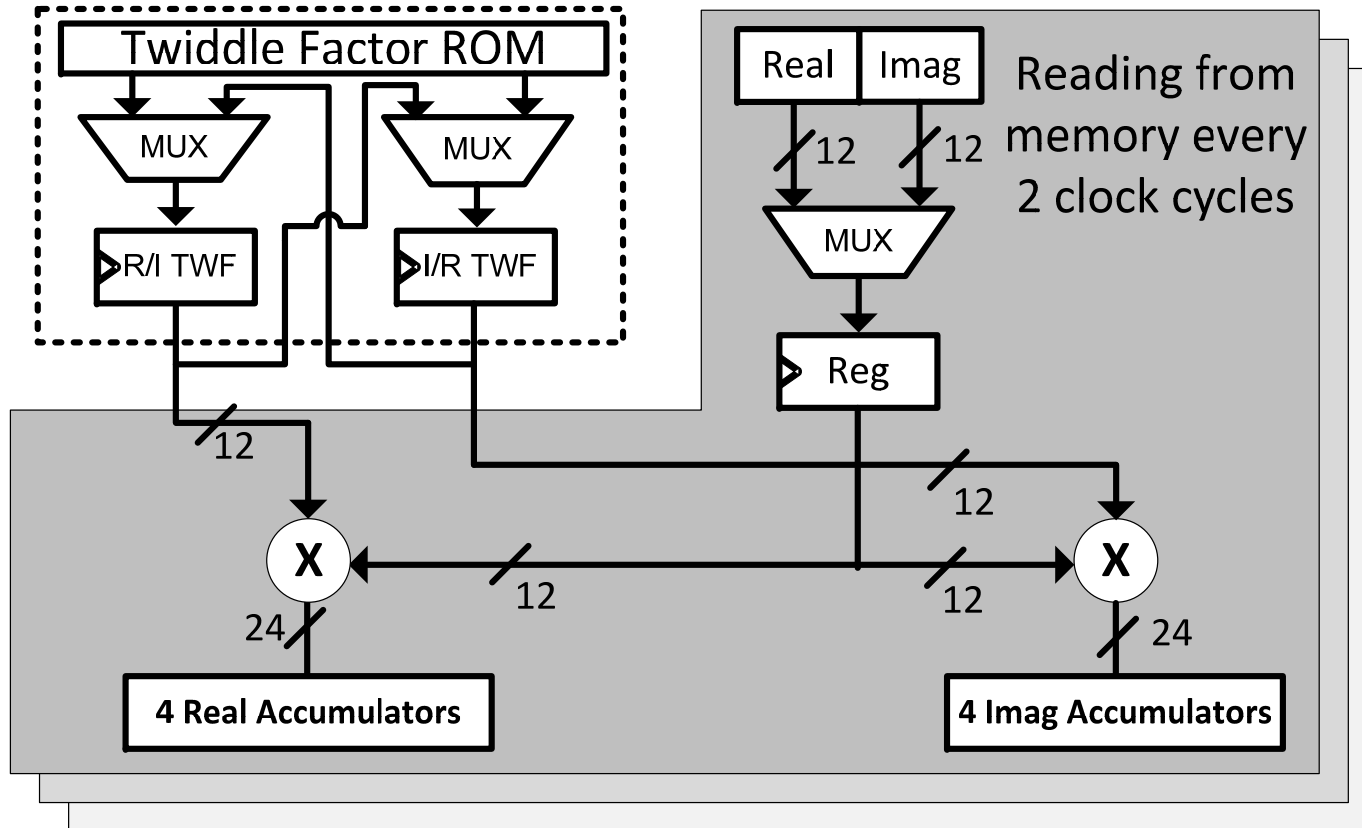 Twiddle Factor ROM
MUX
MUX
R/I TWF
I/R TWF
Real
Imag
Reading from
memory every
2 clock cycles
12
12
MUX
Reg
12
12
X
X
12
12
24
24
4 Real Accumulators
4 Imag Accumulators